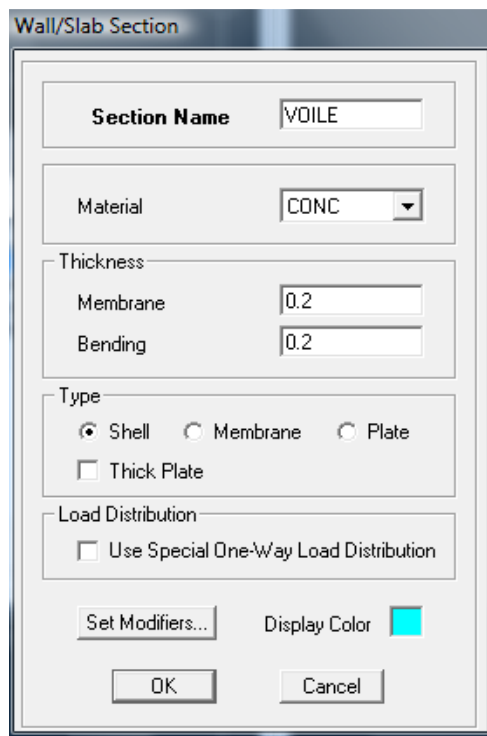 Wall/Slab Section
Section Name VOILE
Material CONC
Thickness
Membrane 0.2
Bending 0.2
Type
Shell Membrane Plate
Thick Plate
Load Distribution
Use Special One-Way Load Distribution
Set Modifiers... Display Color
OK Cancel